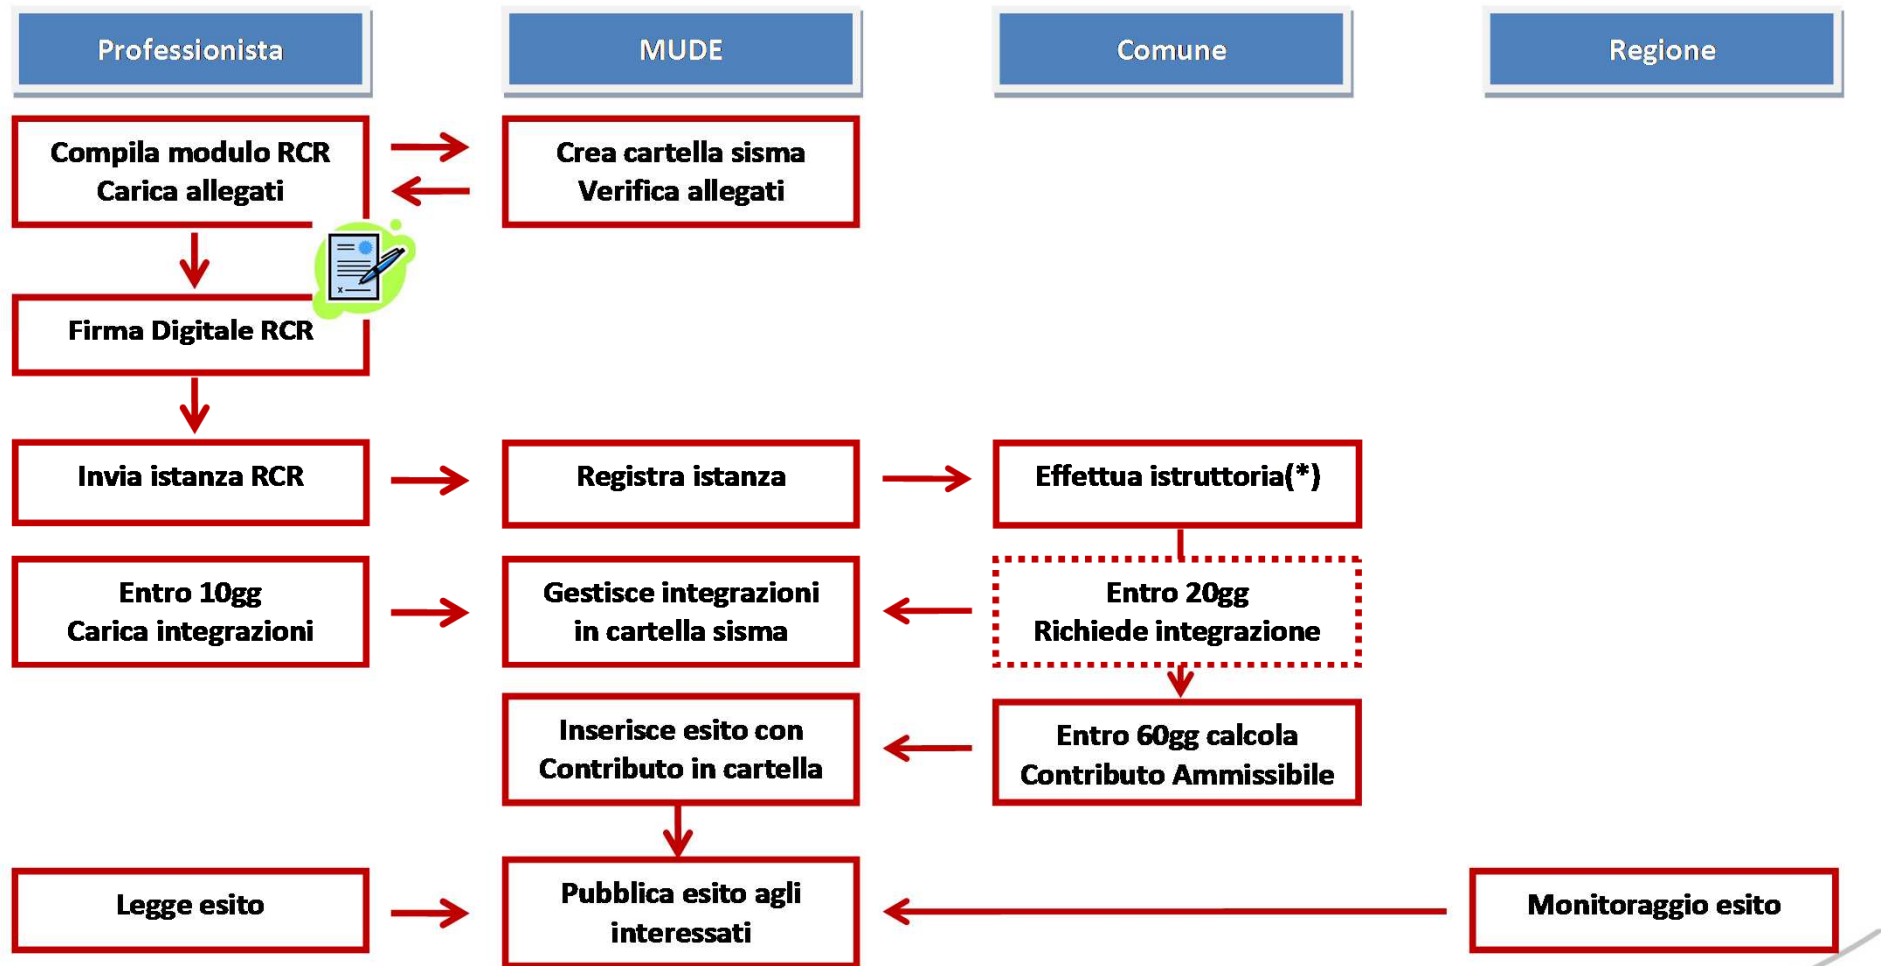 Professionista
MUDE
Comune
Regione
Compila modulo RCR
Carica allegati
Crea cartella sisma
Verifica allegati
Firma Digitale RCR
Invia istanza RCR
Registra istanza
Effettua istruttoria(*)
Entro 10gg
Carica integrazioni
Gestisce integrazioni
in cartella sisma
Entro 20gg
Richiede integrazione
Inserisce esito con
Contributo in cartella
Entro 60gg calcola
Contributo Ammissibile
Legge esito
Pubblica esito agli
interessati
Monitoraggio esito